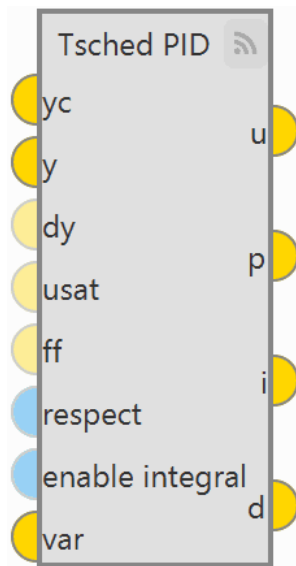 Tsched PID
yc
u
y
dy
p
usat
ff
i
respect
enable integral
d
var